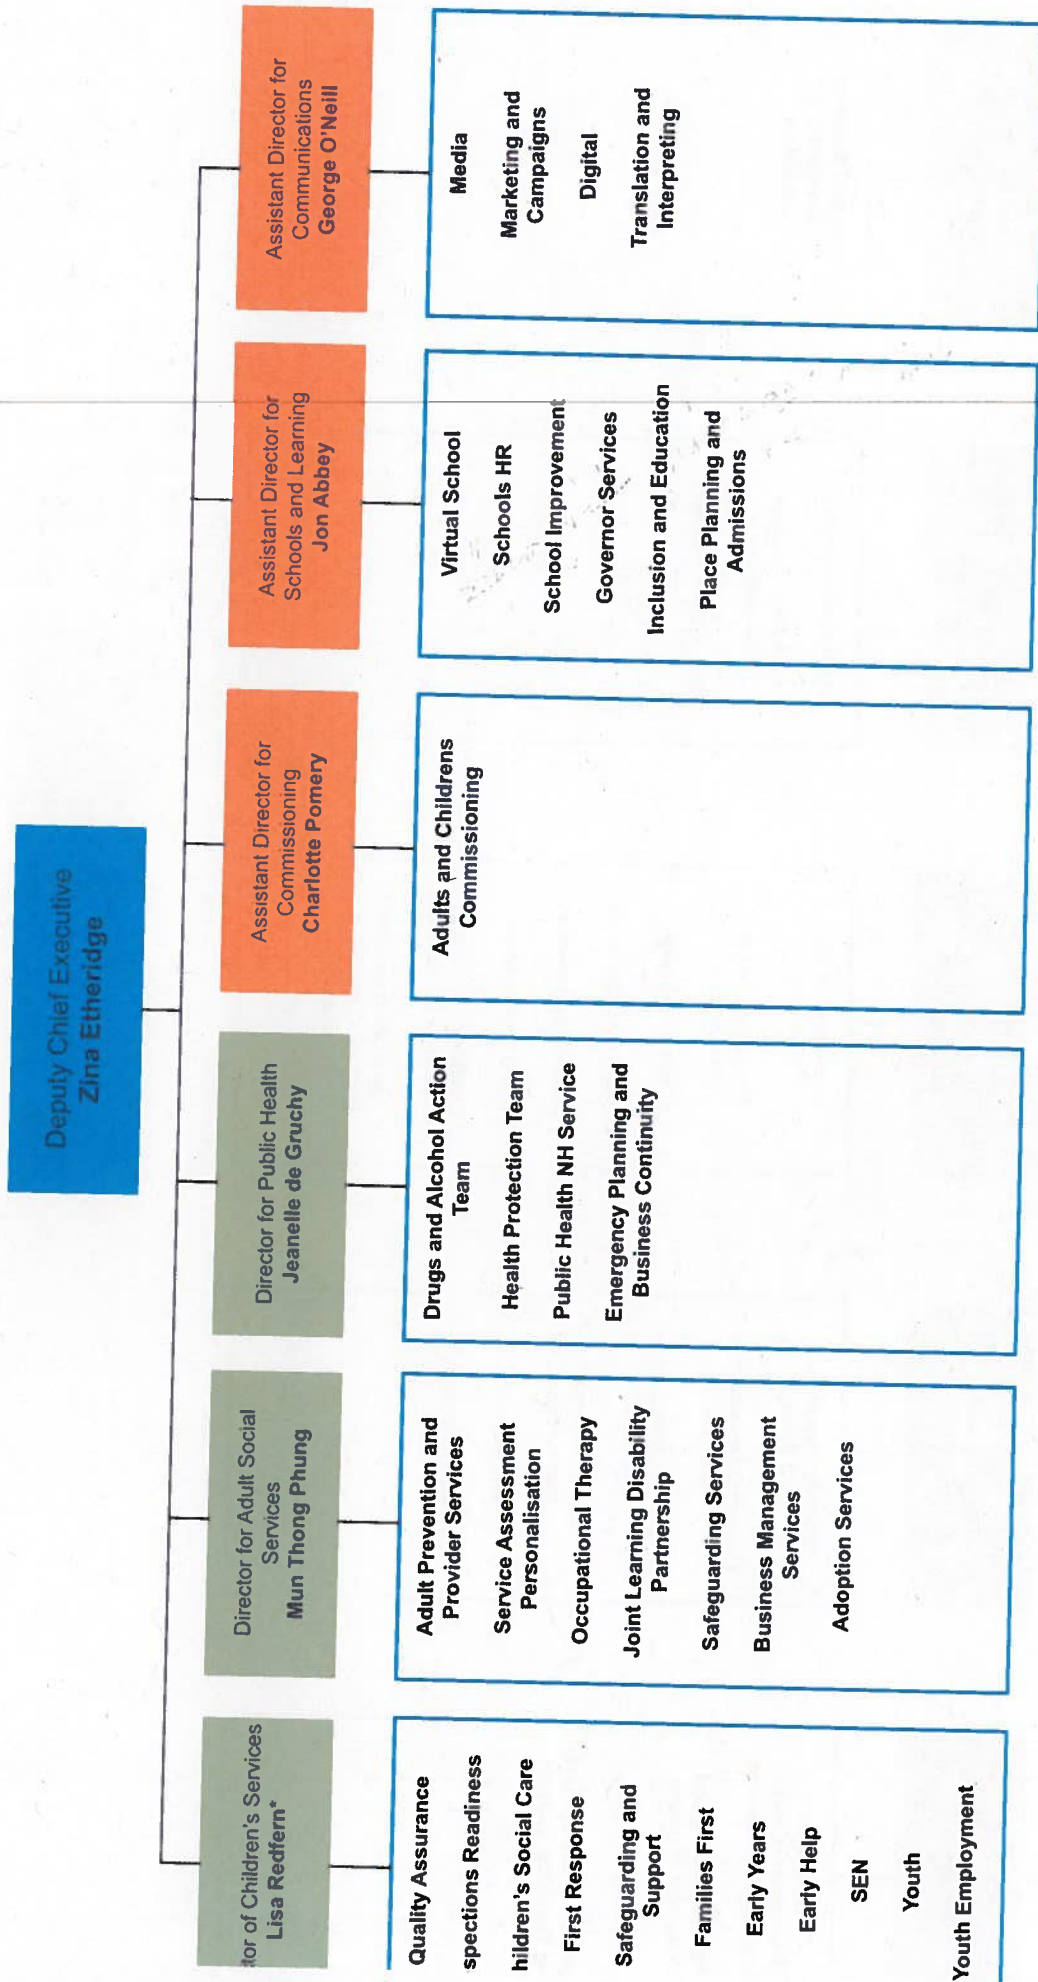 Deputy Chief Executive
Zina Etheridge
tor of Children's Services
Lisa Redfern*
Quality Assurance
spections Readiness
hildren's Social Care
First Response
Safeguarding and
Support
Families First
Early Years
Early Help
SEN
Youth
Youth Employment
Director for Adult Social
Services
Mun Thong Phung
Adult Prevention and
Provider Services
Service Assessment
Personalisation
Occupational Therapy
Joint Learning Disability
Partnership
Safeguarding Services
Business Management
Services
Adoption Services
Director for Public Health
Jeanelle de Gruchy
Drugs and Alcohol Action
Team
Health Protection Team
Public Health NH Service
Emergency Planning and
Business Continuity
Assistant Director for
Commissioning
Charlotte Pomery
Adults and Childrens
Commissioning
Assistant Director for
Schools and Learning
Jon Abbey
Virtual School
Schools HR
School Improvement
Governor Services
Inclusion and Education
Place Planning and
Admissions
Assistant Director for
Communications
George O'Neill
Media
Marketing and
Campaigns
Digital
Translation and
Interpreting